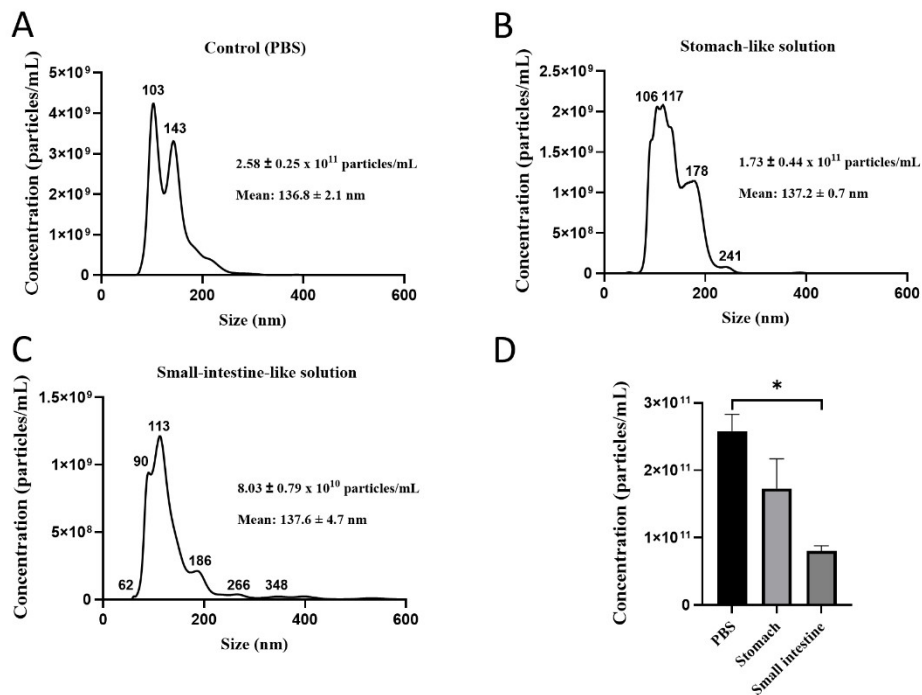 A
Control (PBS)
Concentration (particles/mL)
5×10⁹
4×10⁹
3×10⁹
2×10⁹
1×10⁹
0
103
143
2.58 ± 0.25 x 10¹¹ particles/mL
Mean: 136.8 ± 2.1 nm
0
200
400
600
Size (nm)
B
Stomach-like solution
Concentration (particles/mL)
2.5×10⁹
2×10⁹
1.5×10⁹
1×10⁹
5×10⁸
0
106 117
178
241
1.73 ± 0.44 x 10¹¹ particles/mL
Mean: 137.2 ± 0.7 nm
0
200
400
600
Size (nm)
C
Small-intestine-like solution
Concentration (particles/mL)
1.5×10⁹
1×10⁹
5×10⁸
0
62
90
113
186
266
348
8.03 ± 0.79 x 10¹⁰ particles/mL
Mean: 137.6 ± 4.7 nm
0
200
400
600
Size (nm)
D
Concentration (particles/mL)
3×10¹¹
2×10¹¹
1×10¹¹
0
*
PBS
Stomach
Small intestine